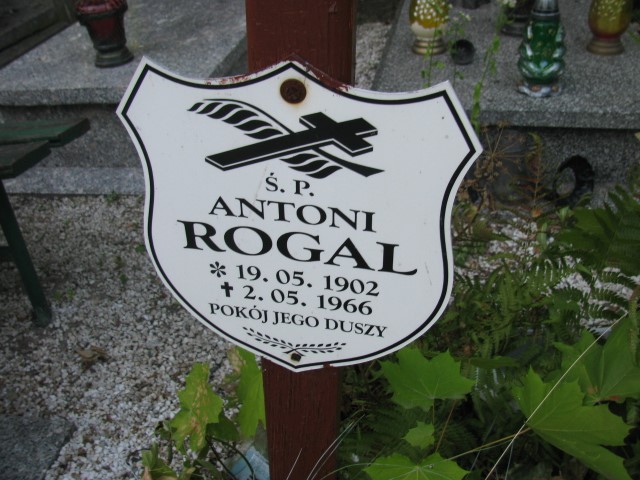 Ś. P.
ANTONI
ROGAL
* 19. 05. 1902
✝ 2. 05. 1966
POKÓJ JEGO DUSZY